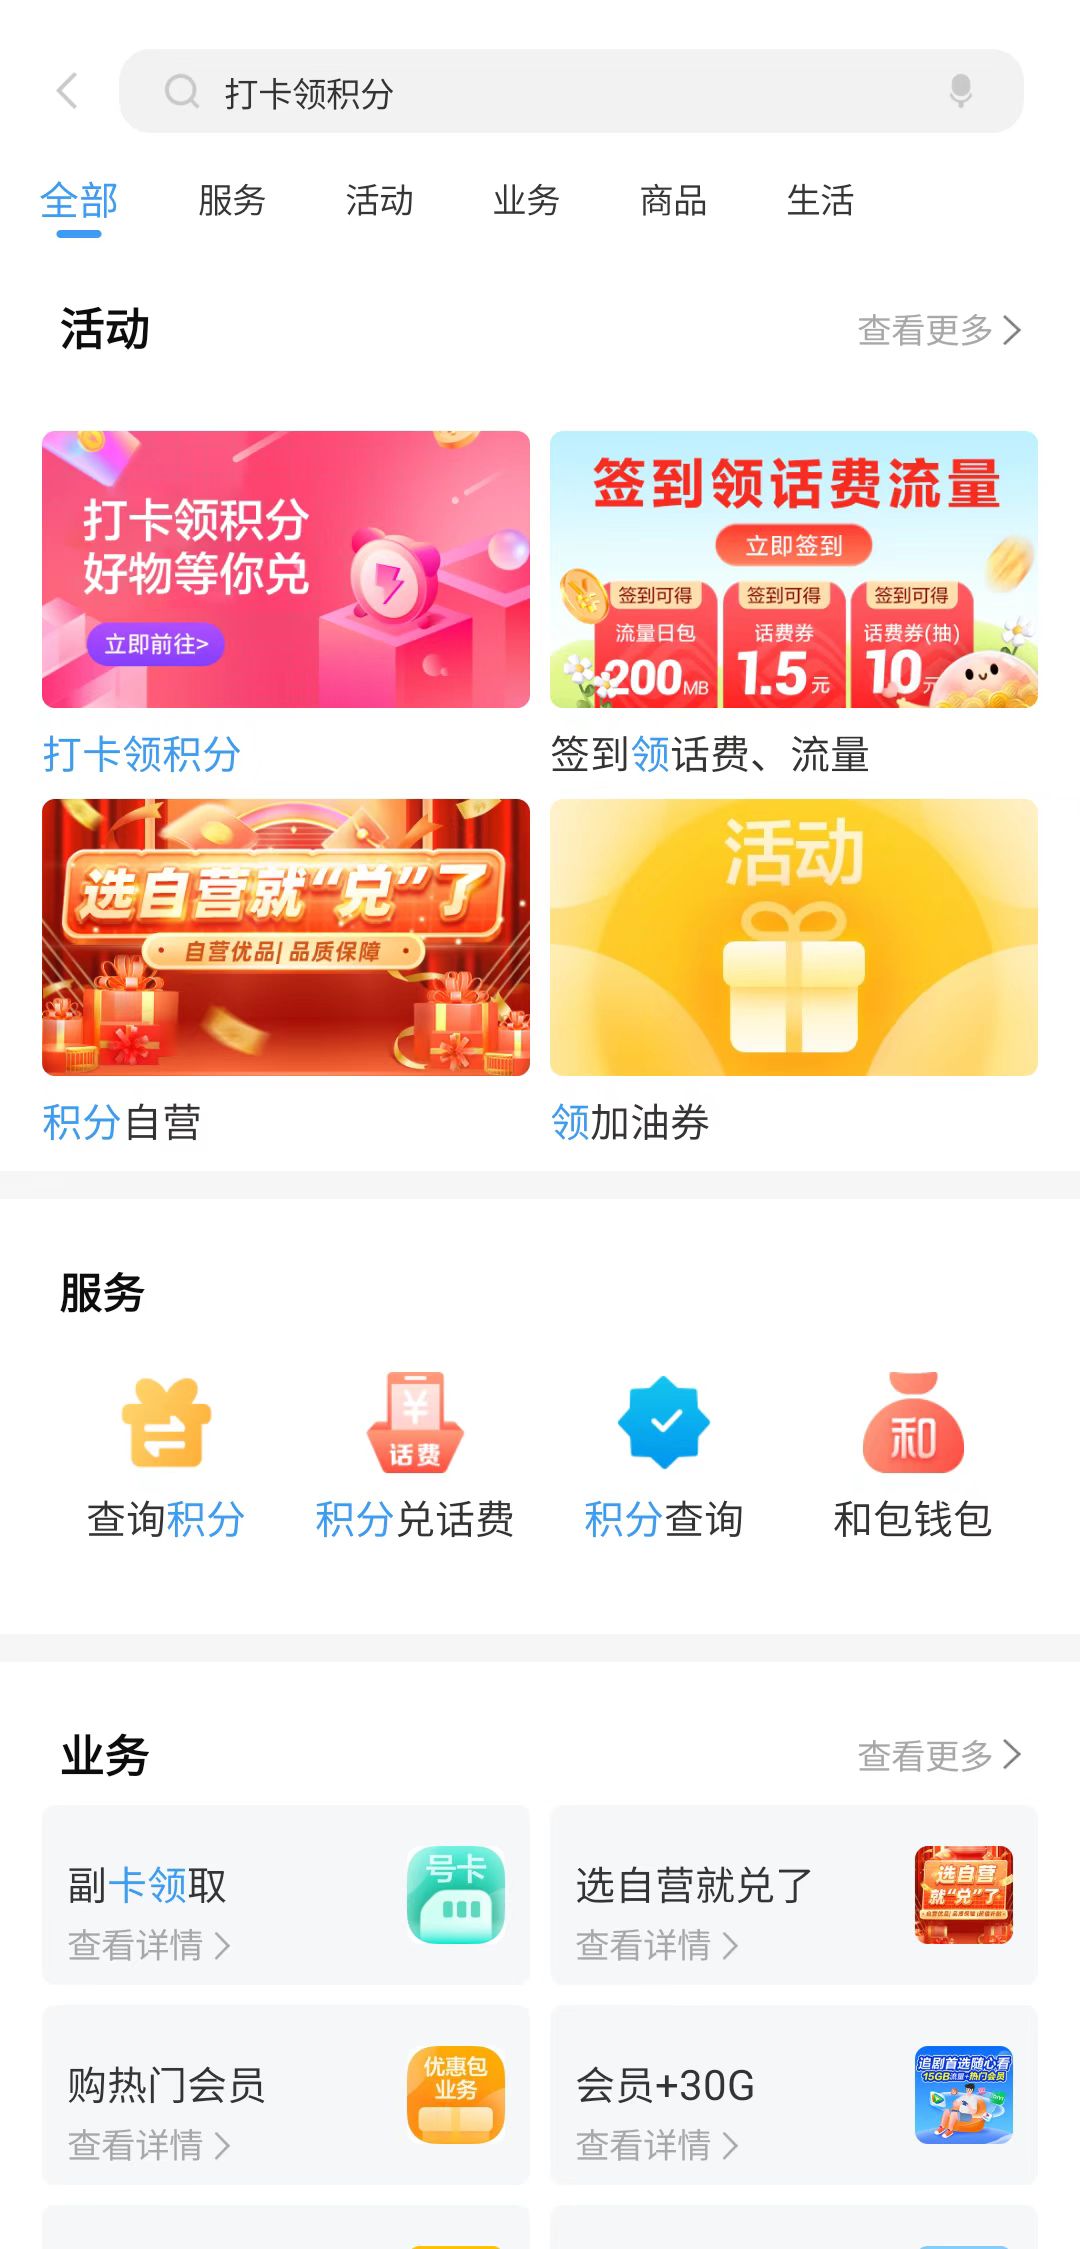 打卡领积分
全部 服务 活动 业务 商品 生活
活动 查看更多
打卡领积分
好物等你兑
立即前往>
签到领话费流量
立即签到
签到可得 签到可得 签到可得
流量日包 话费券 话费券(抽)
200MB 1.5元 10元
打卡领积分 签到领话费、流量
选自营就“兑”了
自营优品 | 品质保障
活动
积分自营 领加油券
服务
¥
话费
和
查询积分 积分兑话费 积分查询 和包钱包
业务 查看更多
副卡领取
查看详情
号卡
选自营就兑了
查看详情
选自营
就“兑”了
购热门会员
查看详情
优惠包
业务
会员+30G
查看详情
追剧首选随心看
15GB流量+热门会员